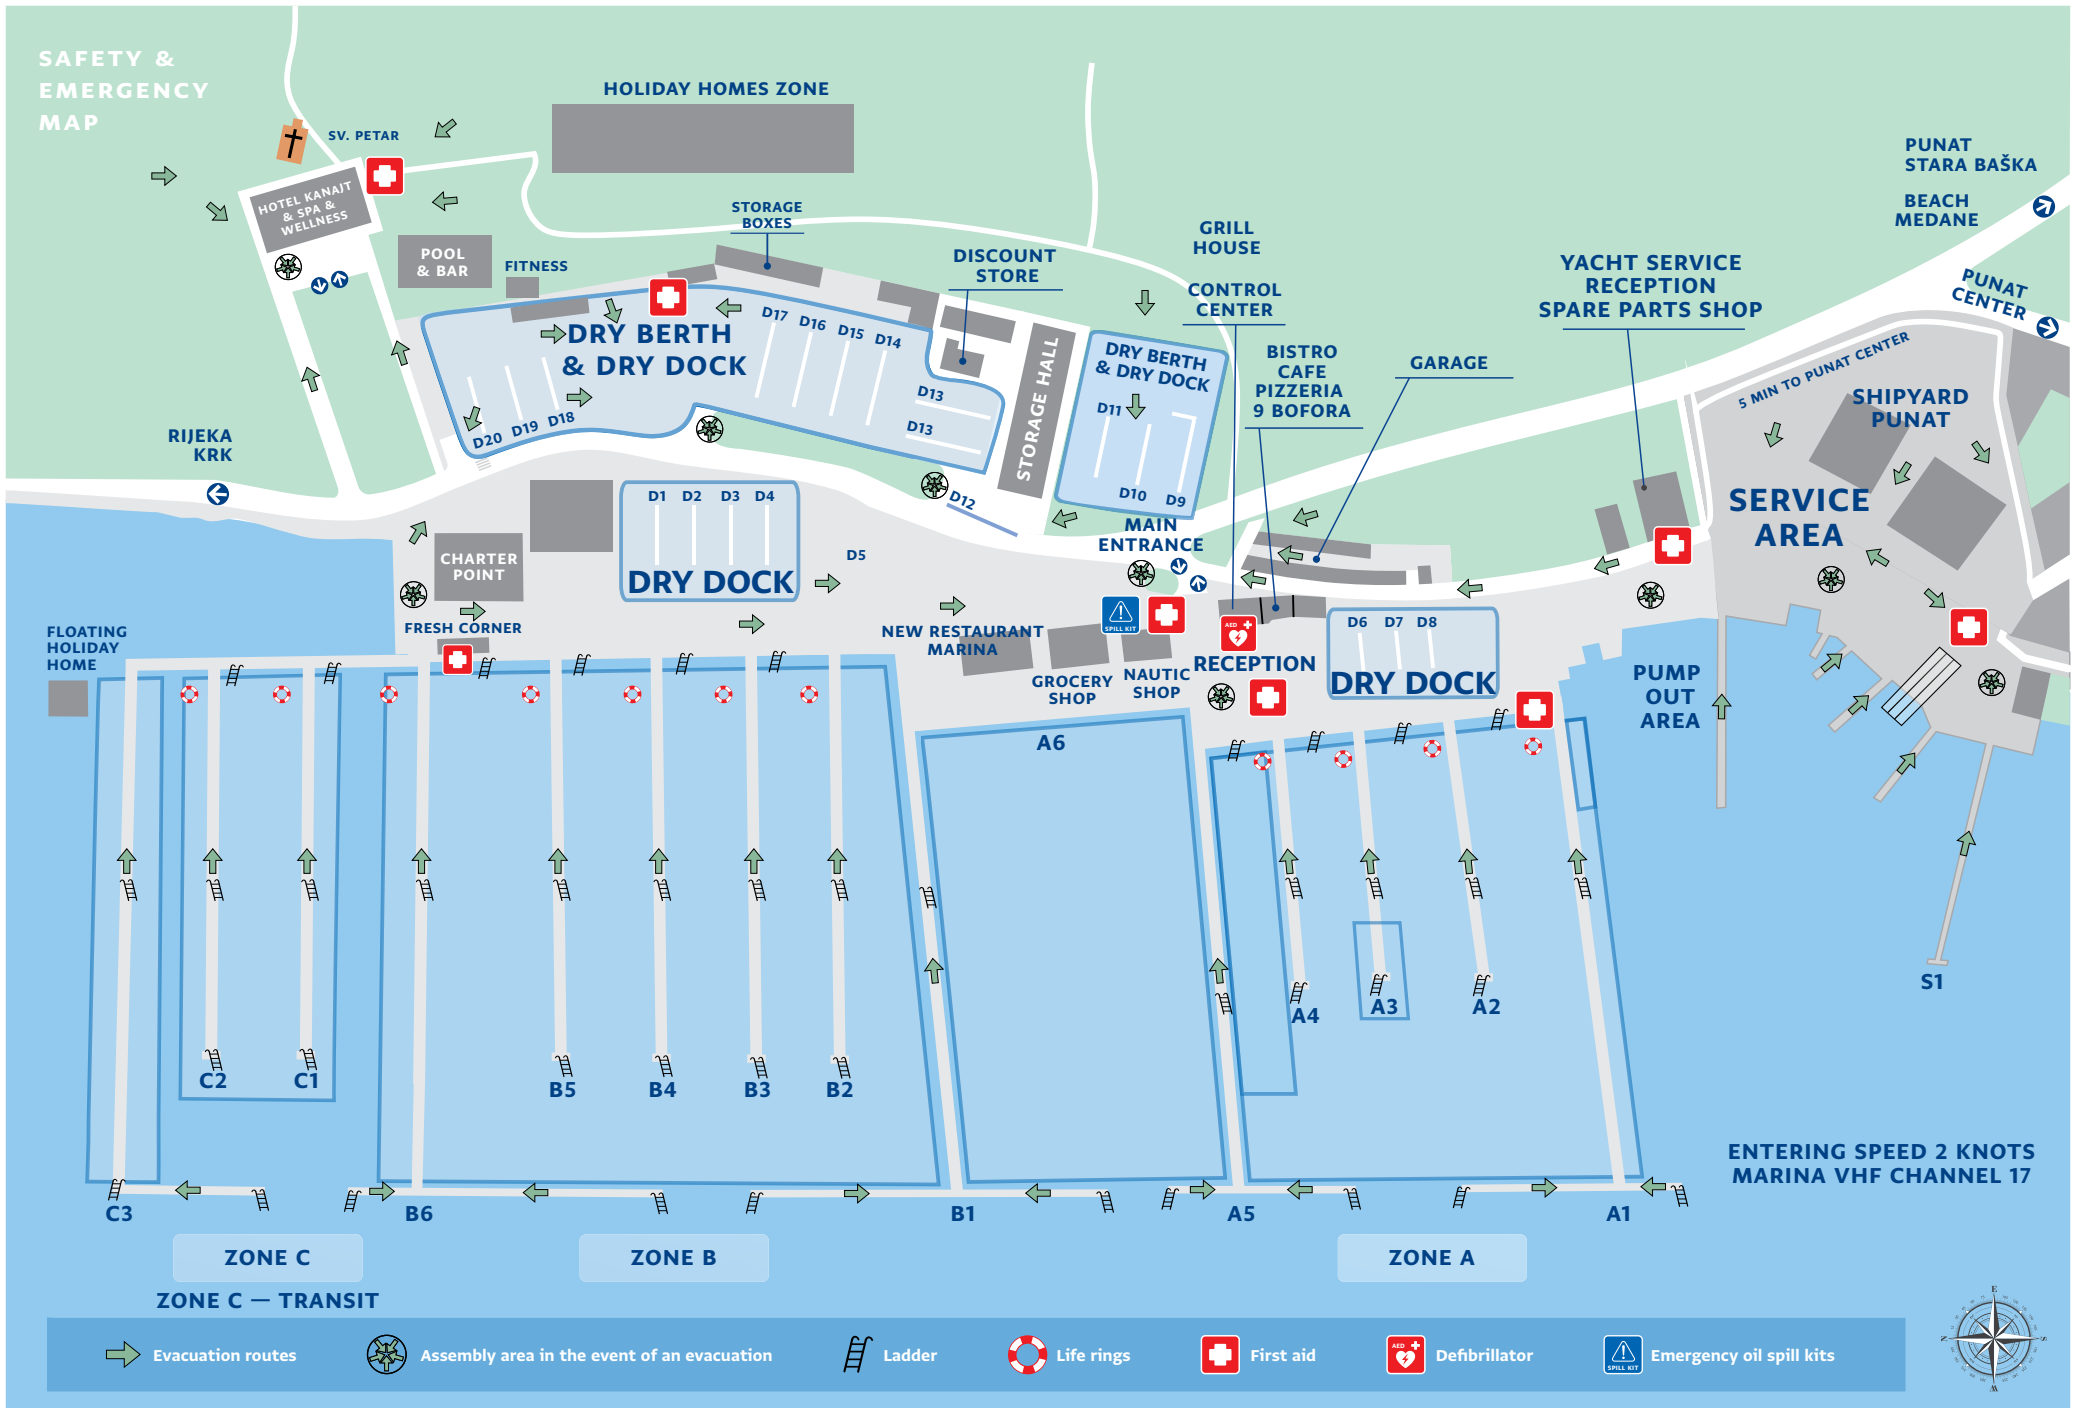 SAFETY &
EMERGENCY
MAP
HOLIDAY HOMES ZONE
SV. PETAR
HOTEL KANAJT
& SPA &
WELLNESS
POOL
& BAR
FITNESS
STORAGE
BOXES
DISCOUNT
STORE
GRILL
HOUSE
CONTROL
CENTER
BISTRO
CAFE
PIZZERIA
9 BOFORA
GARAGE
YACHT SERVICE
RECEPTION
SPARE PARTS SHOP
PUNAT
STARA BAŠKA
BEACH
MEDANE
PUNAT
CENTER
5 MIN TO PUNAT CENTER
SHIPYARD
PUNAT
SERVICE
AREA
DRY BERTH
& DRY DOCK
D17
D16
D15
D14
D13
D13
D20
D19
D18
STORAGE HALL
DRY BERTH
& DRY DOCK
D11
D10
D9
D12
RIJEKA
KRK
MAIN
ENTRANCE
CHARTER
POINT
D1
D2
D3
D4
DRY DOCK
D5
FRESH CORNER
FLOATING
HOLIDAY
HOME
NEW RESTAURANT
MARINA
GROCERY
SHOP
NAUTIC
SHOP
SPILL KIT
AED
RECEPTION
D6
D7
D8
DRY DOCK
PUMP
OUT
AREA
A6
A4
A3
A2
S1
C2
C1
B5
B4
B3
B2
C3
B6
B1
A5
A1
ENTERING SPEED 2 KNOTS
MARINA VHF CHANNEL 17
ZONE C
ZONE B
ZONE A
ZONE C — TRANSIT
Evacuation routes
Assembly area in the event of an evacuation
Ladder
Life rings
First aid
AED
Defibrillator
SPILL KIT
Emergency oil spill kits
E
N
S
W